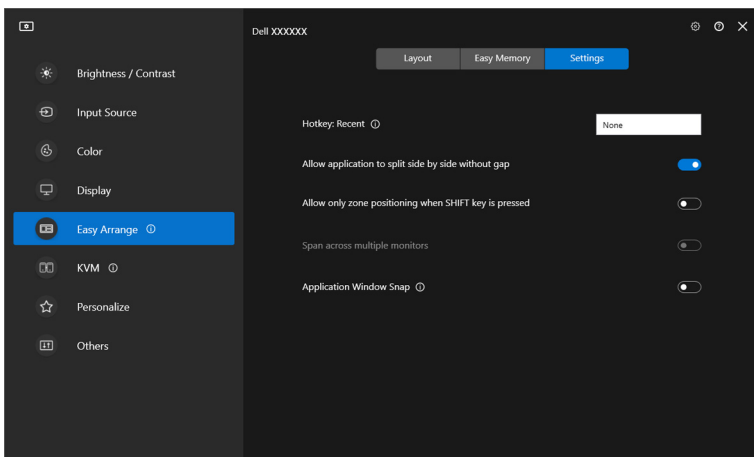 Dell XXXXXX
Brightness / Contrast
Input Source
Color
Display
Easy Arrange
KVM
Personalize
Others
Layout
Easy Memory
Settings
Hotkey: Recent
None
Allow application to split side by side without gap
Allow only zone positioning when SHIFT key is pressed
Span across multiple monitors
Application Window Snap